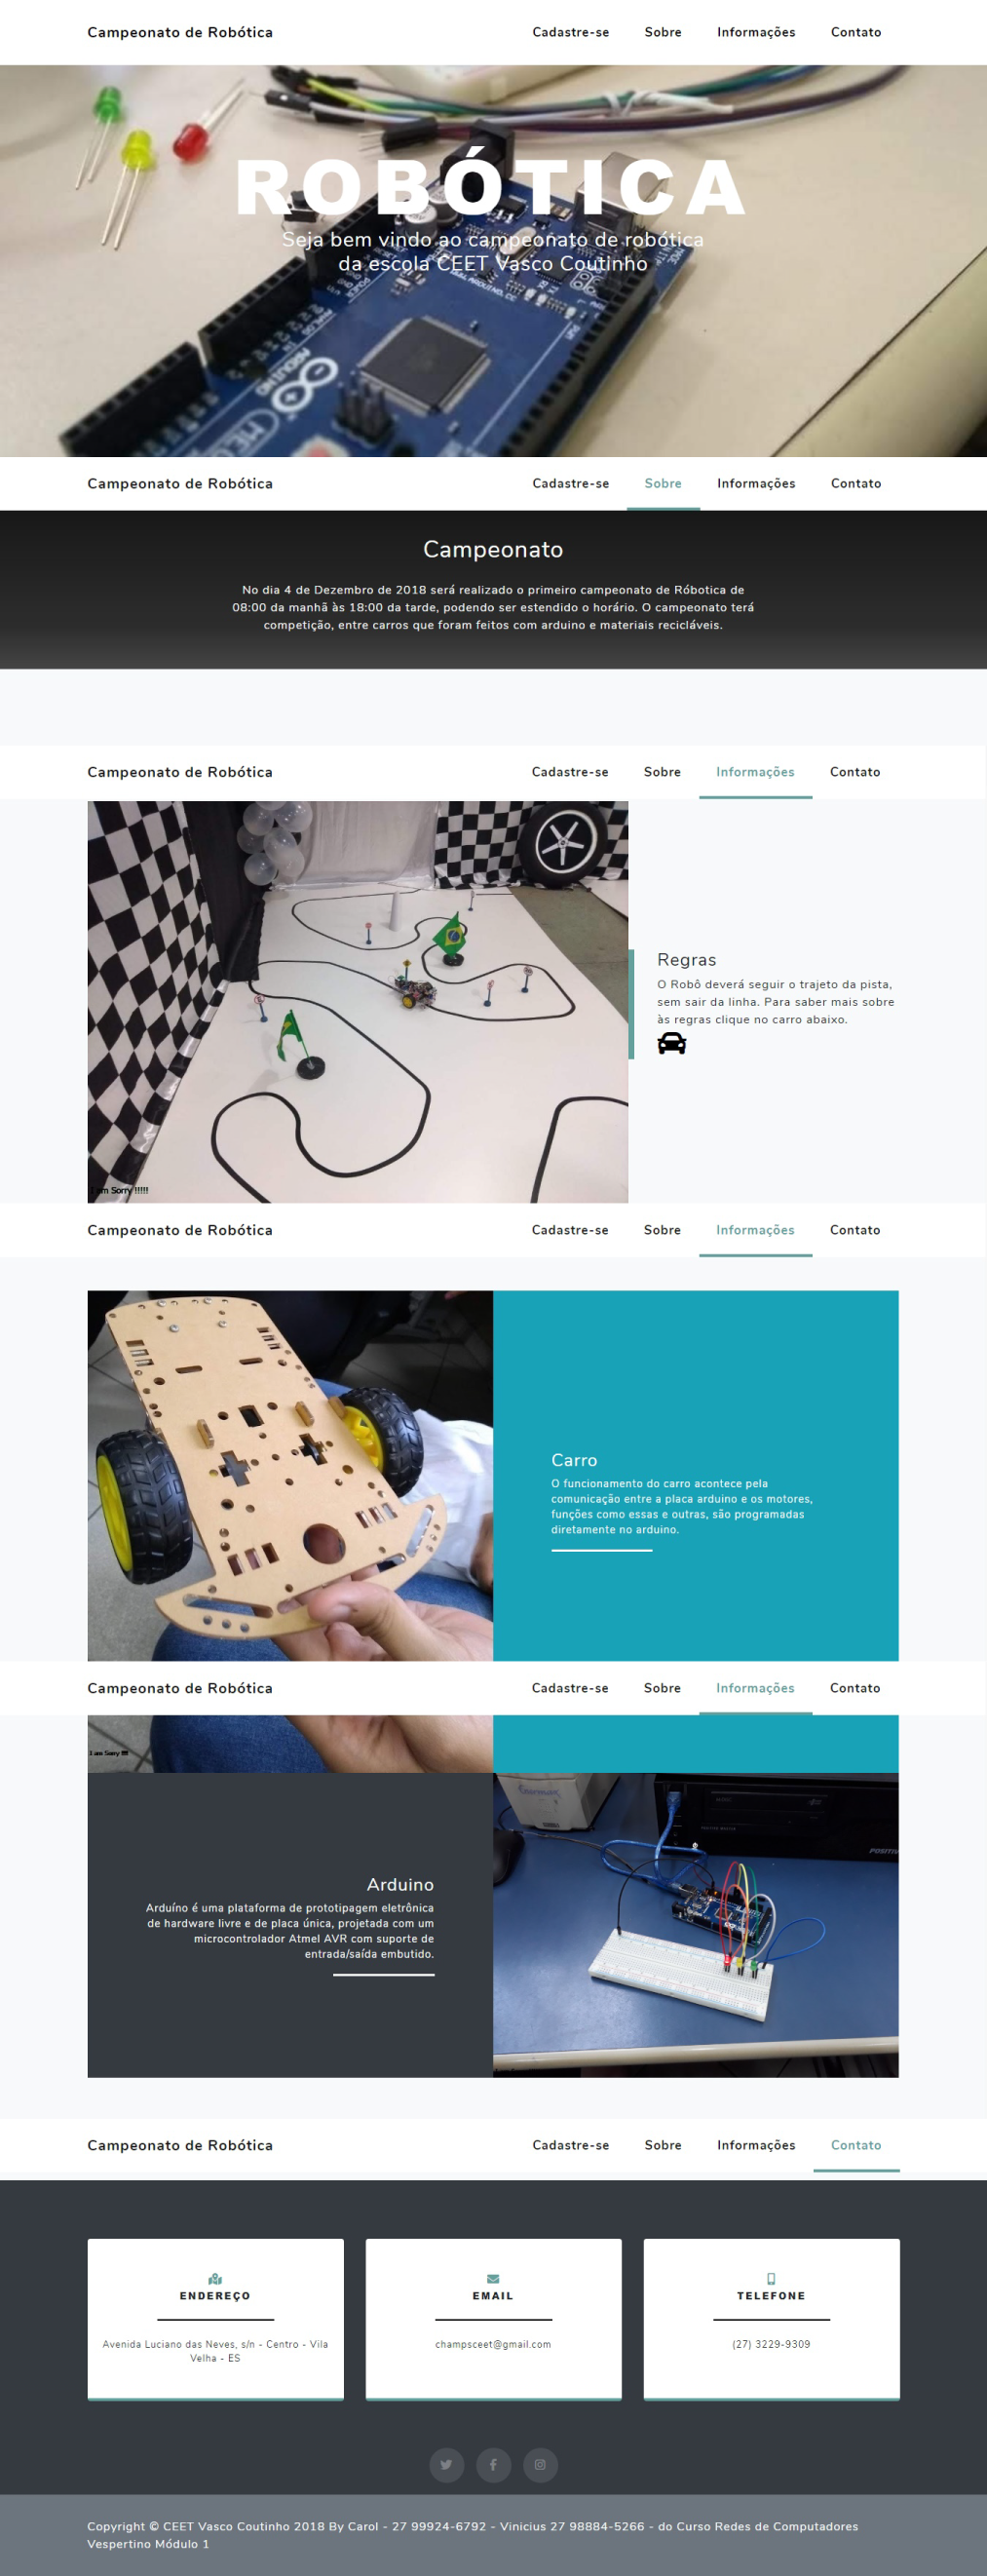 Campeonato de Robótica
Cadastre-se Sobre Informações Contato
ROBÓTICA
Seja bem vindo ao campeonato de robótica
da escola CEET Vasco Coutinho
ARDUINO
Campeonato de Robótica
Cadastre-se Sobre Informações Contato
Campeonato
No dia 4 de Dezembro de 2018 será realizado o primeiro campeonato de Róbotica de
08:00 da manhã às 18:00 da tarde, podendo ser estendido o horário. O campeonato terá
competição, entre carros que foram feitos com arduino e materiais recicláveis.
Campeonato de Robótica
Cadastre-se Sobre Informações Contato
Regras
O Robô deverá seguir o trajeto da pista,
sem sair da linha. Para saber mais sobre
às regras clique no carro abaixo.
I am Sorry !!!!!
Campeonato de Robótica
Cadastre-se Sobre Informações Contato
Carro
O funcionamento do carro acontece pela
comunicação entre a placa arduino e os motores,
funções como essas e outras, são programadas
diretamente no arduino.
Campeonato de Robótica
Cadastre-se Sobre Informações Contato
I am Sorry !!!!!
Arduino
Arduíno é uma plataforma de prototipagem eletrônica
de hardware livre e de placa única, projetada com um
microcontrolador Atmel AVR com suporte de
entrada/saída embutido.
Campeonato de Robótica
Cadastre-se Sobre Informações Contato
ENDEREÇO
Avenida Luciano das Neves, s/n - Centro - Vila
Velha - ES
EMAIL
champsceet@gmail.com
TELEFONE
(27) 3229-9309
Copyright © CEET Vasco Coutinho 2018 By Carol - 27 99924-6792 - Vinicius 27 98884-5266 - do Curso Redes de Computadores
Vespertino Módulo 1